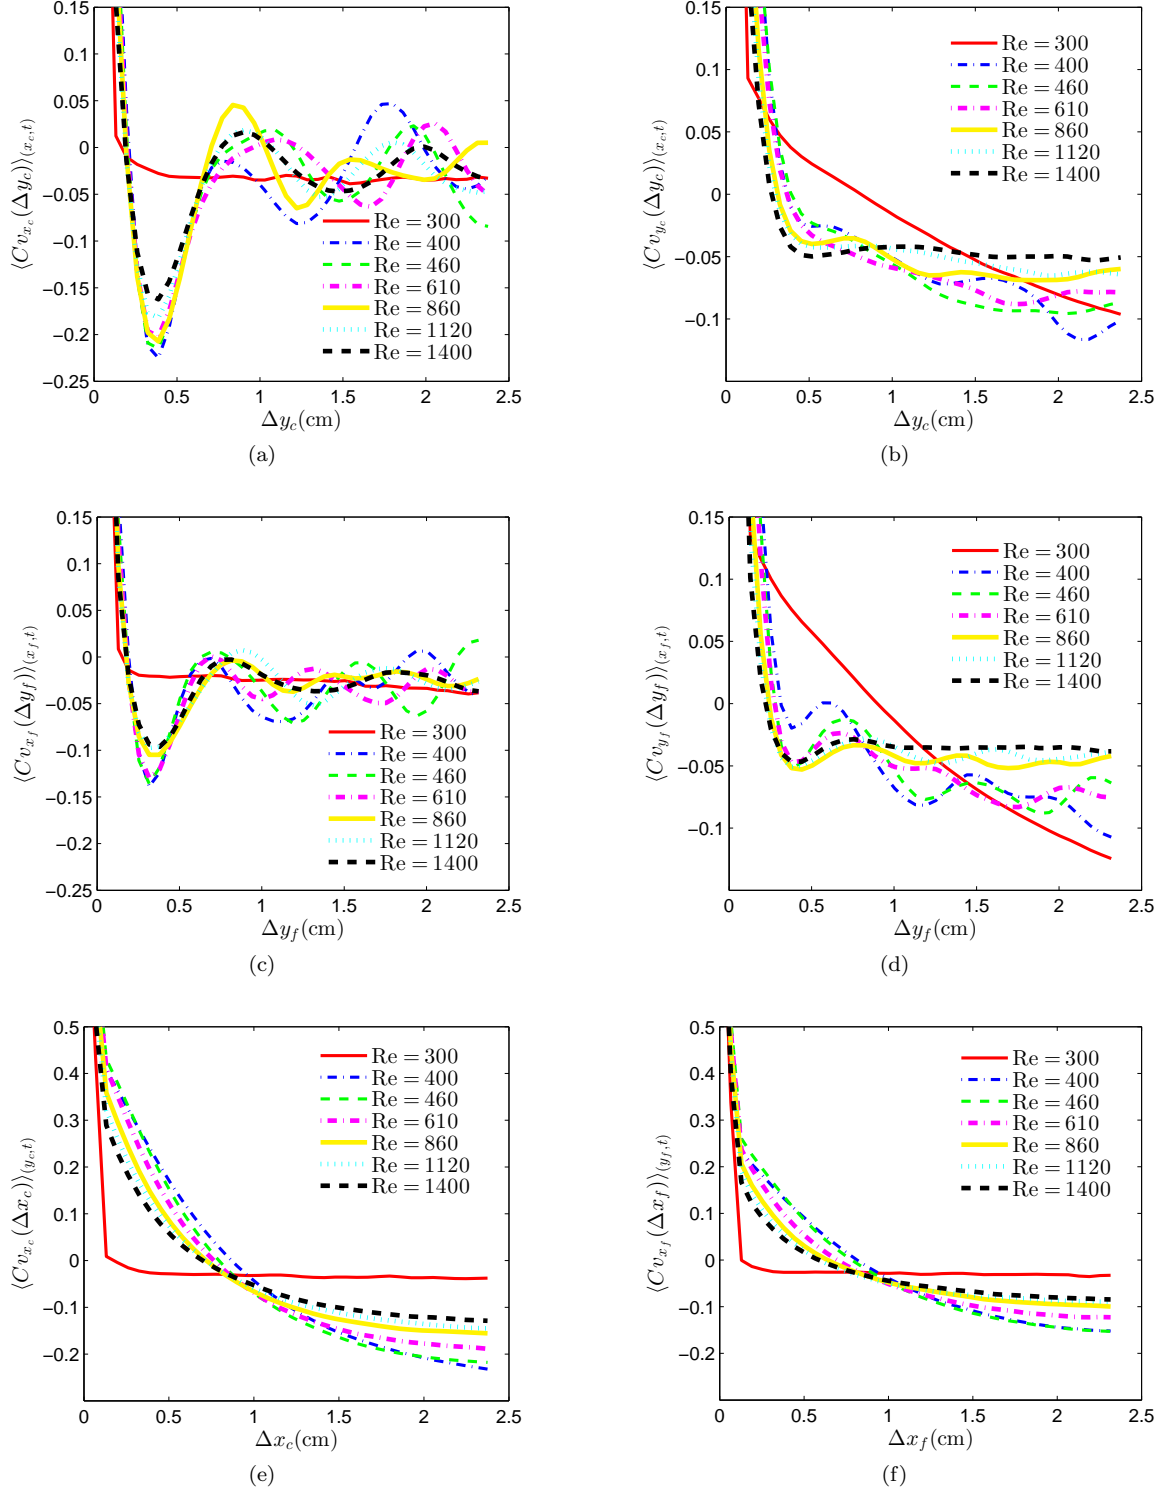 0.15
0.1
0.05
0
−0.05
−0.1
−0.15
−0.2
−0.25
0 0.5 1 1.5 2 2.5
⟨Cv_{x_c}(Δy_c)⟩_{(x_c,t)}
Δy_c(cm)
Re = 300
Re = 400
Re = 460
Re = 610
Re = 860
Re = 1120
Re = 1400
(a)
0.15
0.1
0.05
0
−0.05
−0.1
0 0.5 1 1.5 2 2.5
⟨Cv_{y_c}(Δy_c)⟩_{(x_c,t)}
Δy_c(cm)
Re = 300
Re = 400
Re = 460
Re = 610
Re = 860
Re = 1120
Re = 1400
(b)
0.15
0.1
0.05
0
−0.05
−0.1
−0.15
−0.2
−0.25
0 0.5 1 1.5 2 2.5
⟨Cv_{x_f}(Δy_f)⟩_{(x_f,t)}
Δy_f(cm)
Re = 300
Re = 400
Re = 460
Re = 610
Re = 860
Re = 1120
Re = 1400
(c)
0.15
0.1
0.05
0
−0.05
−0.1
0 0.5 1 1.5 2 2.5
⟨Cv_{y_f}(Δy_f)⟩_{(x_f,t)}
Δy_f(cm)
Re = 300
Re = 400
Re = 460
Re = 610
Re = 860
Re = 1120
Re = 1400
(d)
0.5
0.4
0.3
0.2
0.1
0
−0.1
−0.2
0 0.5 1 1.5 2 2.5
⟨Cv_{x_c}(Δx_c)⟩_{(y_c,t)}
Δx_c(cm)
Re = 300
Re = 400
Re = 460
Re = 610
Re = 860
Re = 1120
Re = 1400
(e)
0.5
0.4
0.3
0.2
0.1
0
−0.1
−0.2
0 0.5 1 1.5 2 2.5
⟨Cv_{x_f}(Δx_f)⟩_{(y_f,t)}
Δx_f(cm)
Re = 300
Re = 400
Re = 460
Re = 610
Re = 860
Re = 1120
Re = 1400
(f)